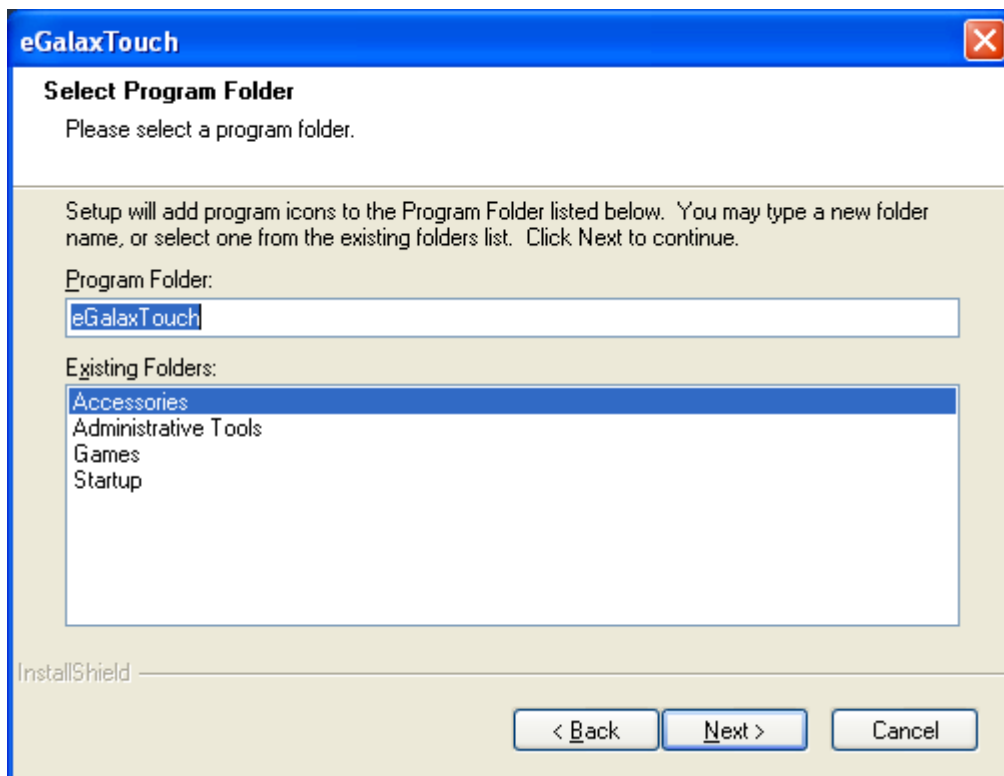 eGalaxTouch
Select Program Folder
Please select a program folder.
Setup will add program icons to the Program Folder listed below.  You may type a new folder
name, or select one from the existing folders list.  Click Next to continue.
Program Folder:
eGalaxTouch
Existing Folders:
Accessories
Administrative Tools
Games
Startup
InstallShield
< Back
Next >
Cancel